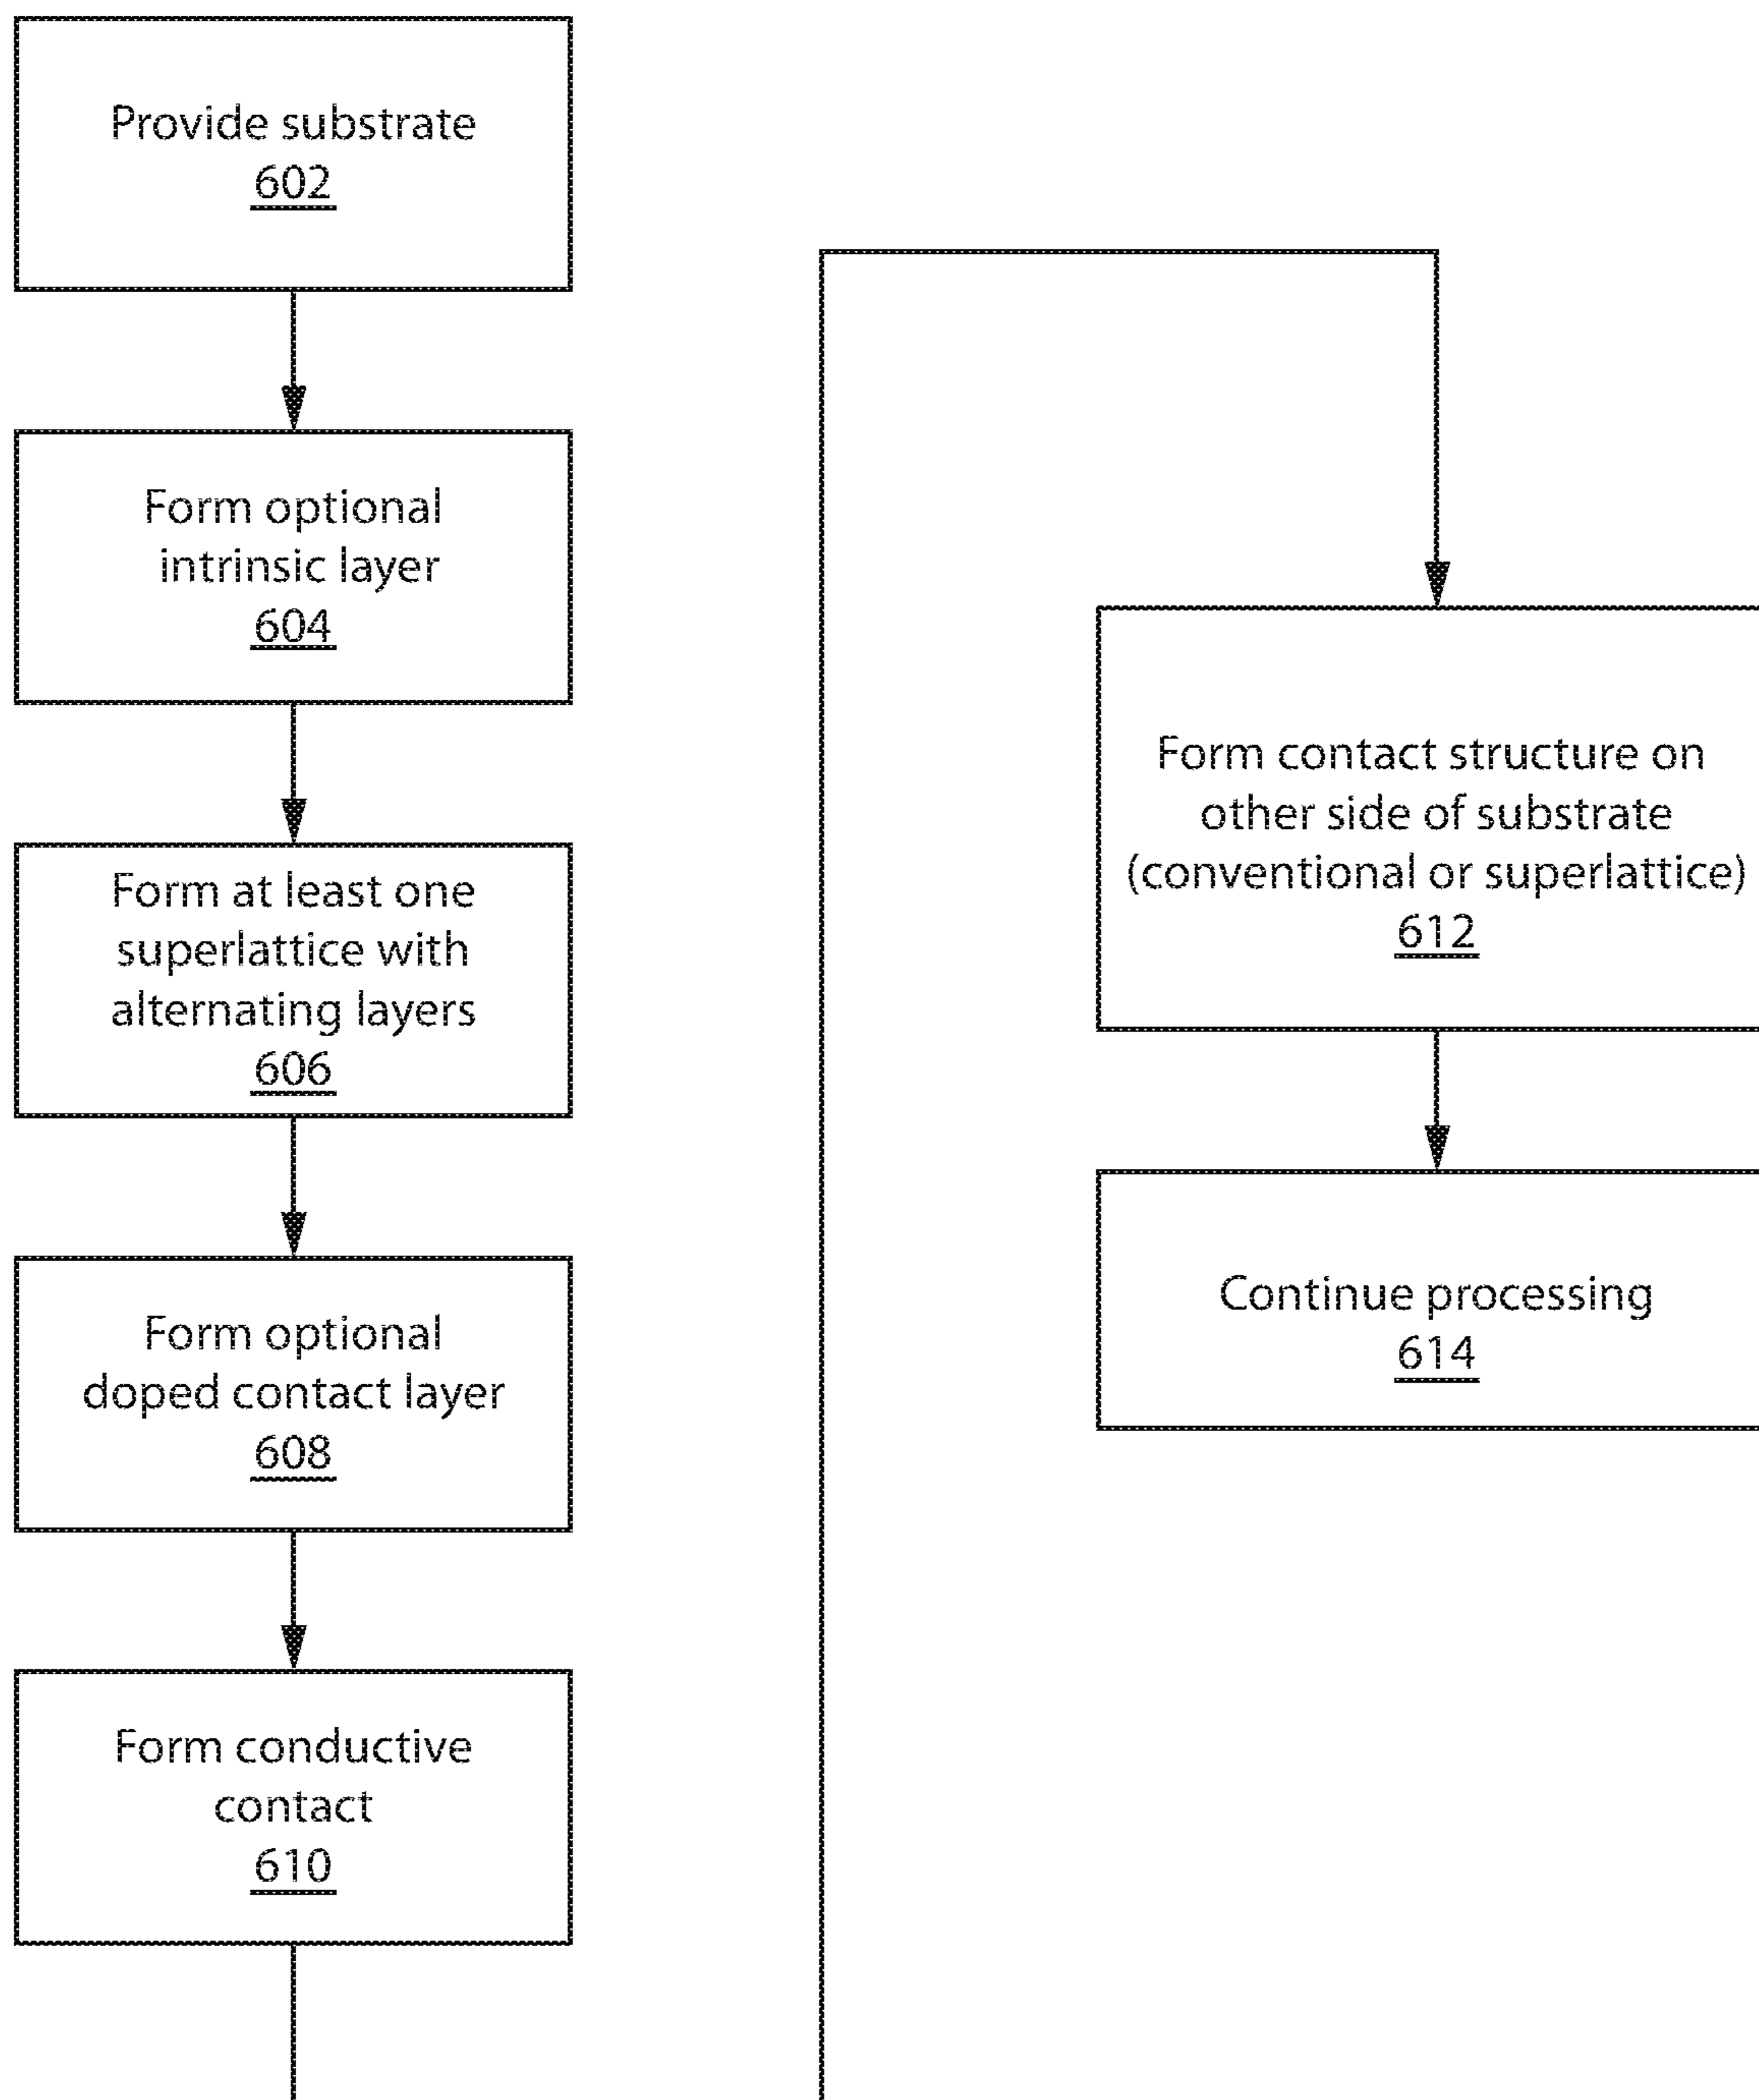 Provide substrate
602
Form optional
intrinsic layer
604
Form at least one
superlattice with
alternating layers
606
Form optional
doped contact layer
608
Form conductive
contact
610
Form contact structure on
other side of substrate
(conventional or superlattice)
612
Continue processing
614